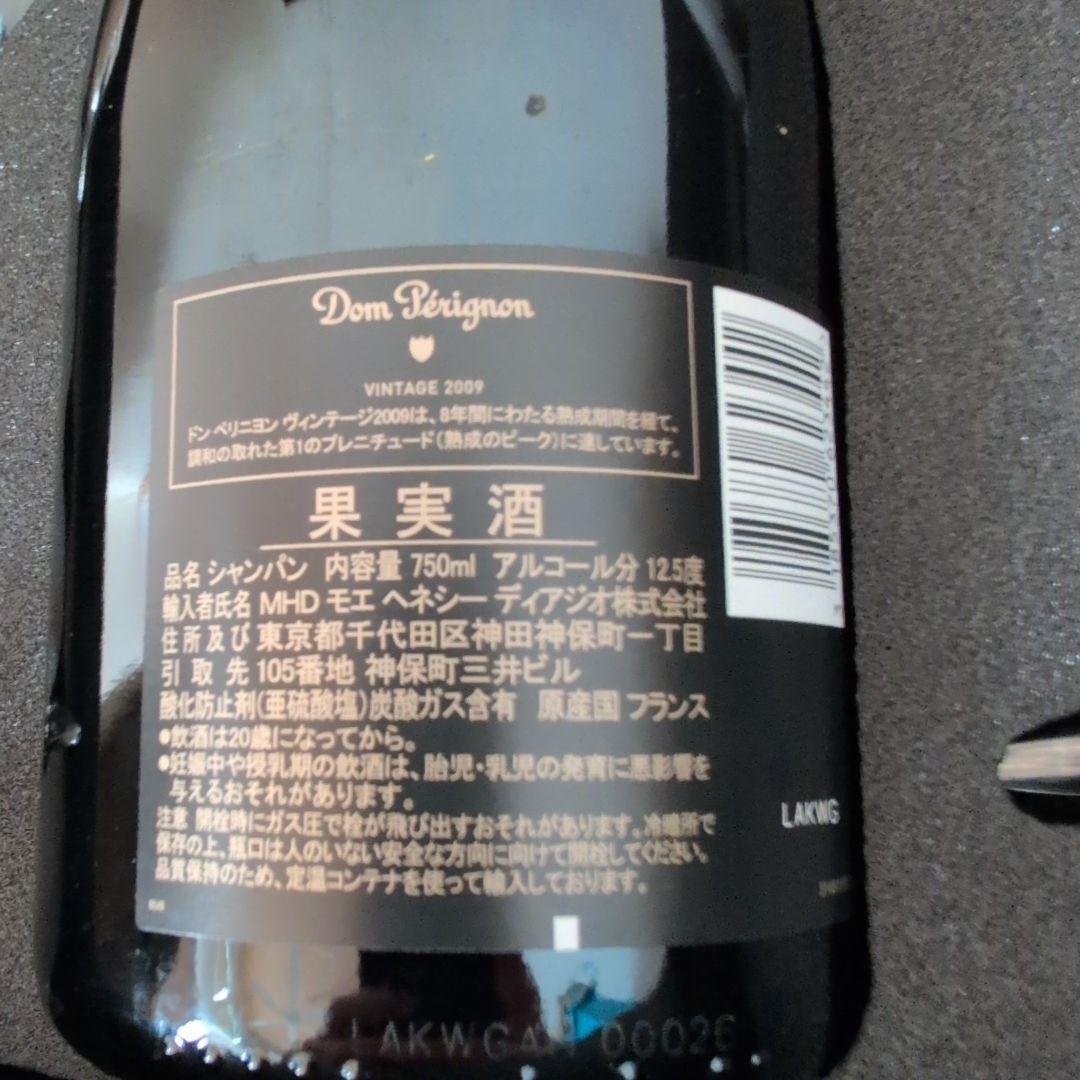 Dom Pérignon
VINTAGE 2009
ドン ペリニヨン ヴィンテージ2009は、8年間にわたる熟成期間を経て、
調和の取れた第1のプレニチュード(熟成のピーク)に達しています。
果実酒
品名 シャンパン 内容量 750ml アルコール分 12.5度
輸入者氏名 MHD モエ ヘネシー ディアジオ株式会社
住所及び 東京都千代田区神田神保町一丁目
引取先 105番地 神保町三井ビル
酸化防止剤(亜硫酸塩)炭酸ガス含有 原産国 フランス
●飲酒は20歳になってから。
●妊娠中や授乳期の飲酒は、胎児・乳児の発育に悪影響を
与えるおそれがあります。
注意 開栓時にガス圧で栓が飛び出すおそれがあります。冷暗所で
保存の上、瓶口は人のいない安全な方向に向けて開栓してください。
品質保持のため、定温コンテナを使って輸入しております。
LAKWG